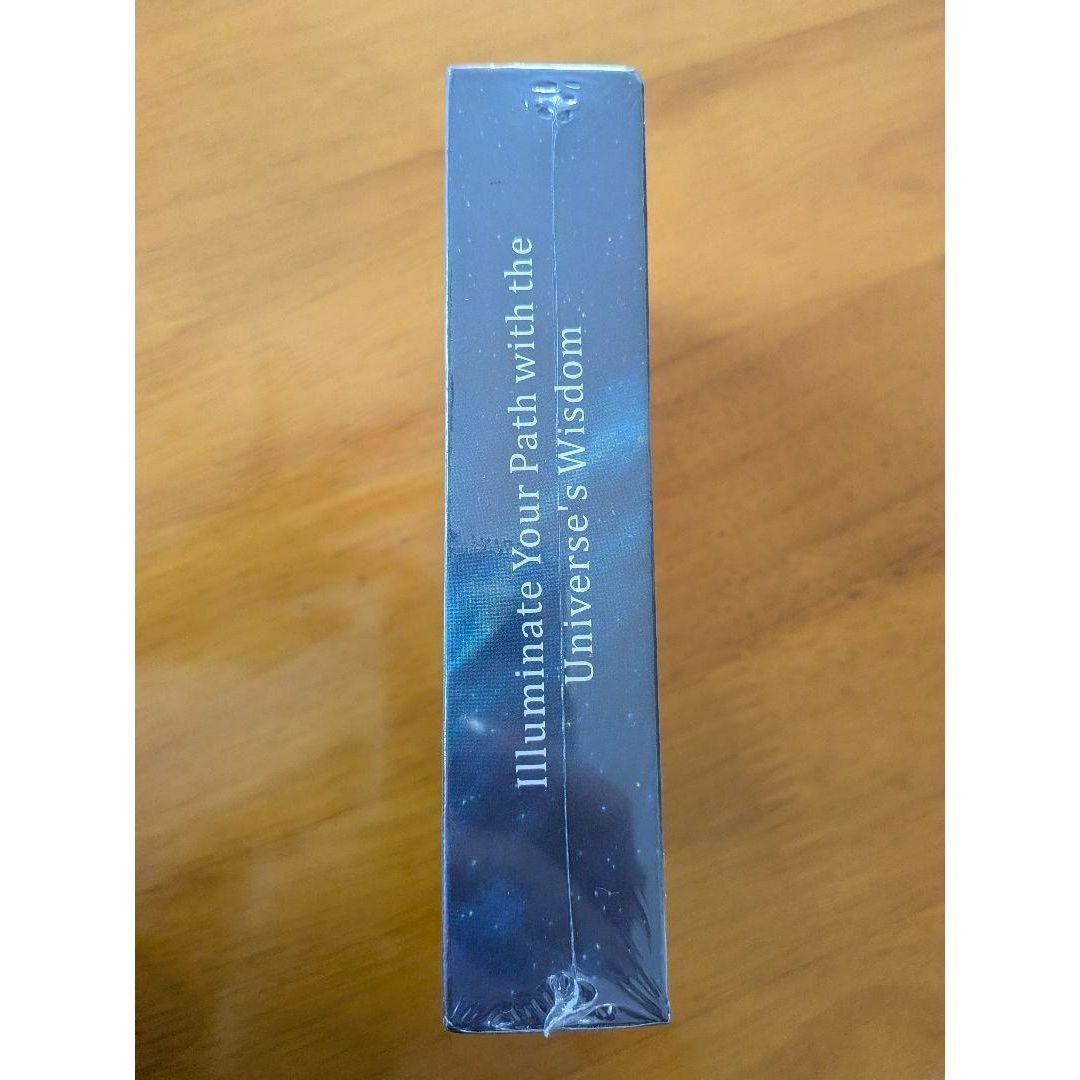 Illuminate Your Path with the
Universe's Wisdom